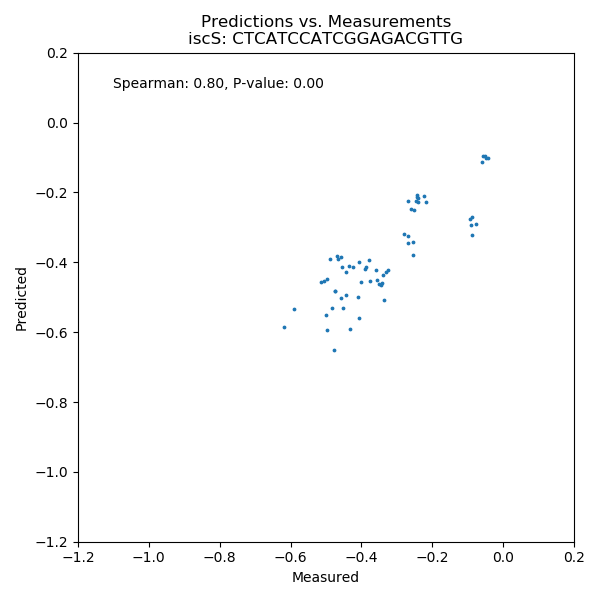 Predictions vs. Measurements
iscS: CTCATCCATCGGAGACGTTG
Spearman: 0.80, P-value: 0.00
0.2
0.0
−0.2
−0.4
−0.6
−0.8
−1.0
−1.2
Predicted
−1.2 −1.0 −0.8 −0.6 −0.4 −0.2 0.0 0.2
Measured